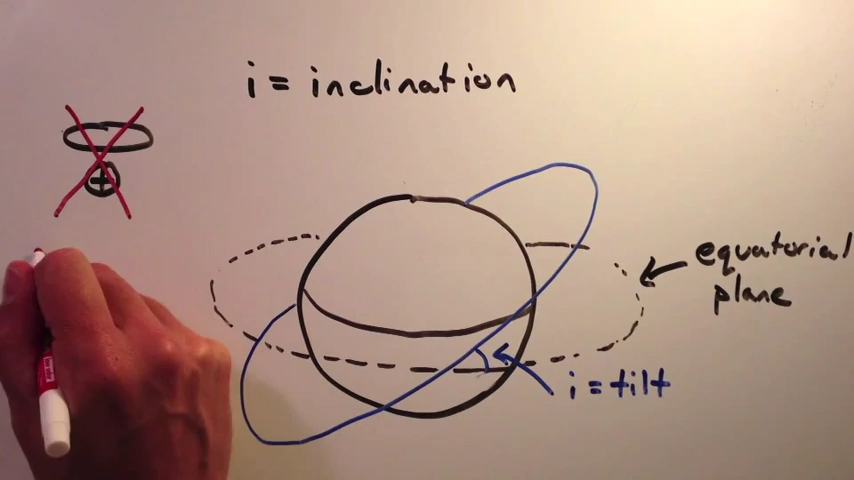 i = inclination
equatorial
plane
i = tilt